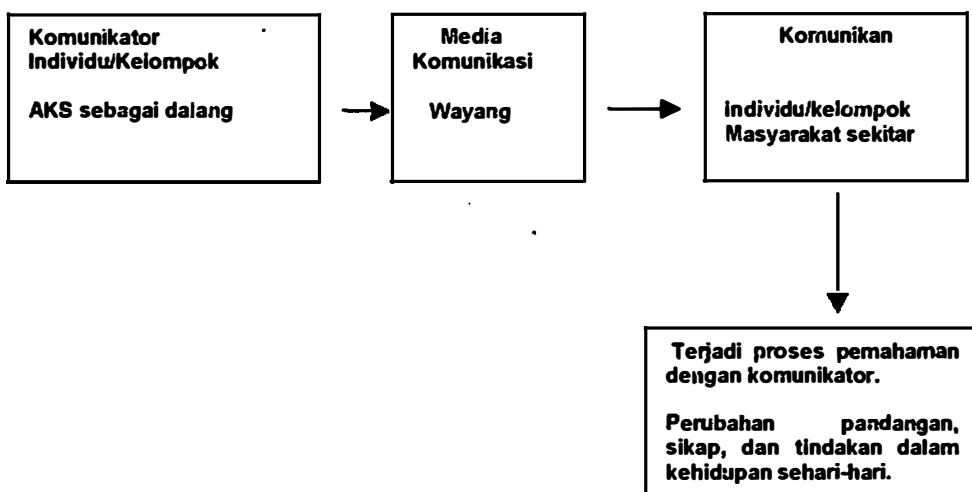 Komunikator
Individu/Kelompok
AKS sebagai dalang
Media
Komunikasi
Wayang
Komunikan
Individu/kelompok
Masyarakat sekitar
Terjadi proses pemahaman
dengan komunikator.
Perubahan pandangan,
sikap, dan tindakan dalam
kehidupan sehari-hari.